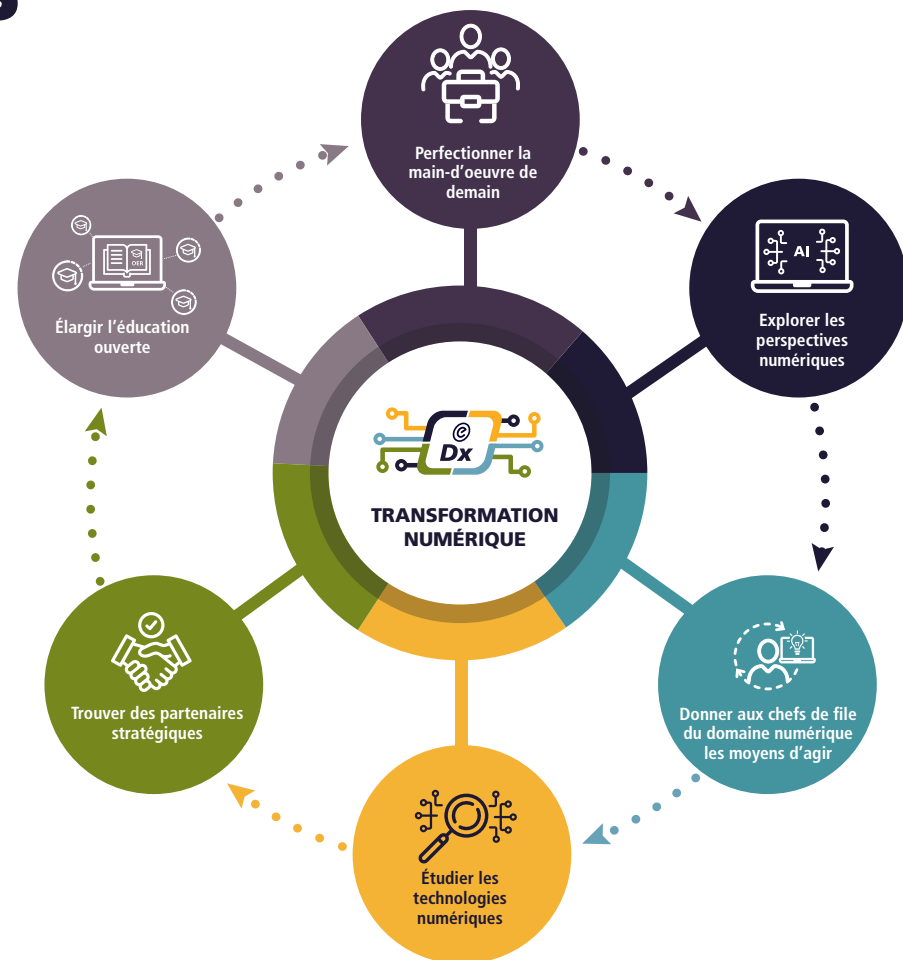 Perfectionner la
main-d'oeuvre de
demain
AI
Explorer les
perspectives
numériques
OER
Élargir l'éducation
ouverte
e
Dx
TRANSFORMATION
NUMÉRIQUE
Trouver des partenaires
stratégiques
Donner aux chefs de file
du domaine numérique
les moyens d'agir
Étudier les
technologies
numériques